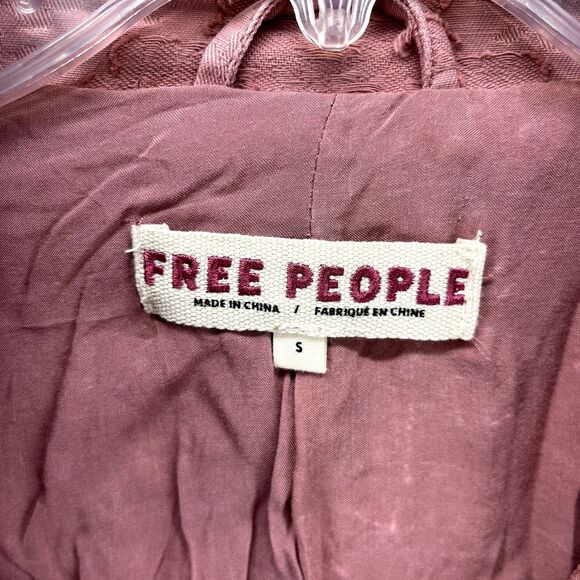 FREE PEOPLE
MADE IN CHINA / FABRIQUÉ EN CHINE
S